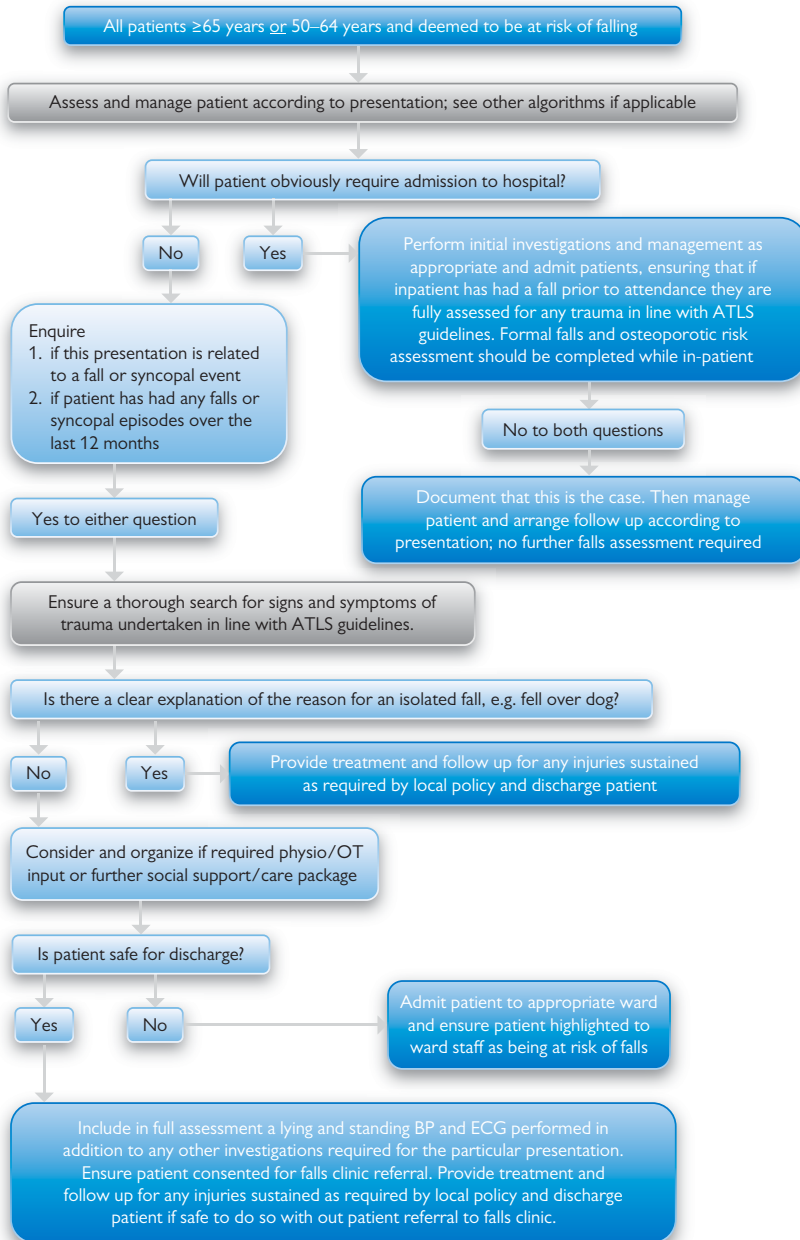 All patients ≥65 years or 50–64 years and deemed to be at risk of falling
Assess and manage patient according to presentation; see other algorithms if applicable
Will patient obviously require admission to hospital?
No
Yes
Perform initial investigations and management as
appropriate and admit patients, ensuring that if
inpatient has had a fall prior to attendance they are
fully assessed for any trauma in line with ATLS
guidelines. Formal falls and osteoporotic risk
assessment should be completed while in-patient
Enquire
1. if this presentation is related
to a fall or syncopal event
2. if patient has had any falls or
syncopal episodes over the
last 12 months
No to both questions
Document that this is the case. Then manage
patient and arrange follow up according to
presentation; no further falls assessment required
Yes to either question
Ensure a thorough search for signs and symptoms of
trauma undertaken in line with ATLS guidelines.
Is there a clear explanation of the reason for an isolated fall, e.g. fell over dog?
No
Yes
Provide treatment and follow up for any injuries sustained
as required by local policy and discharge patient
Consider and organize if required physio/OT
input or further social support/care package
Is patient safe for discharge?
Yes
No
Admit patient to appropriate ward
and ensure patient highlighted to
ward staff as being at risk of falls
Include in full assessment a lying and standing BP and ECG performed in
addition to any other investigations required for the particular presentation.
Ensure patient consented for falls clinic referral. Provide treatment and
follow up for any injuries sustained as required by local policy and discharge
patient if safe to do so with out patient referral to falls clinic.